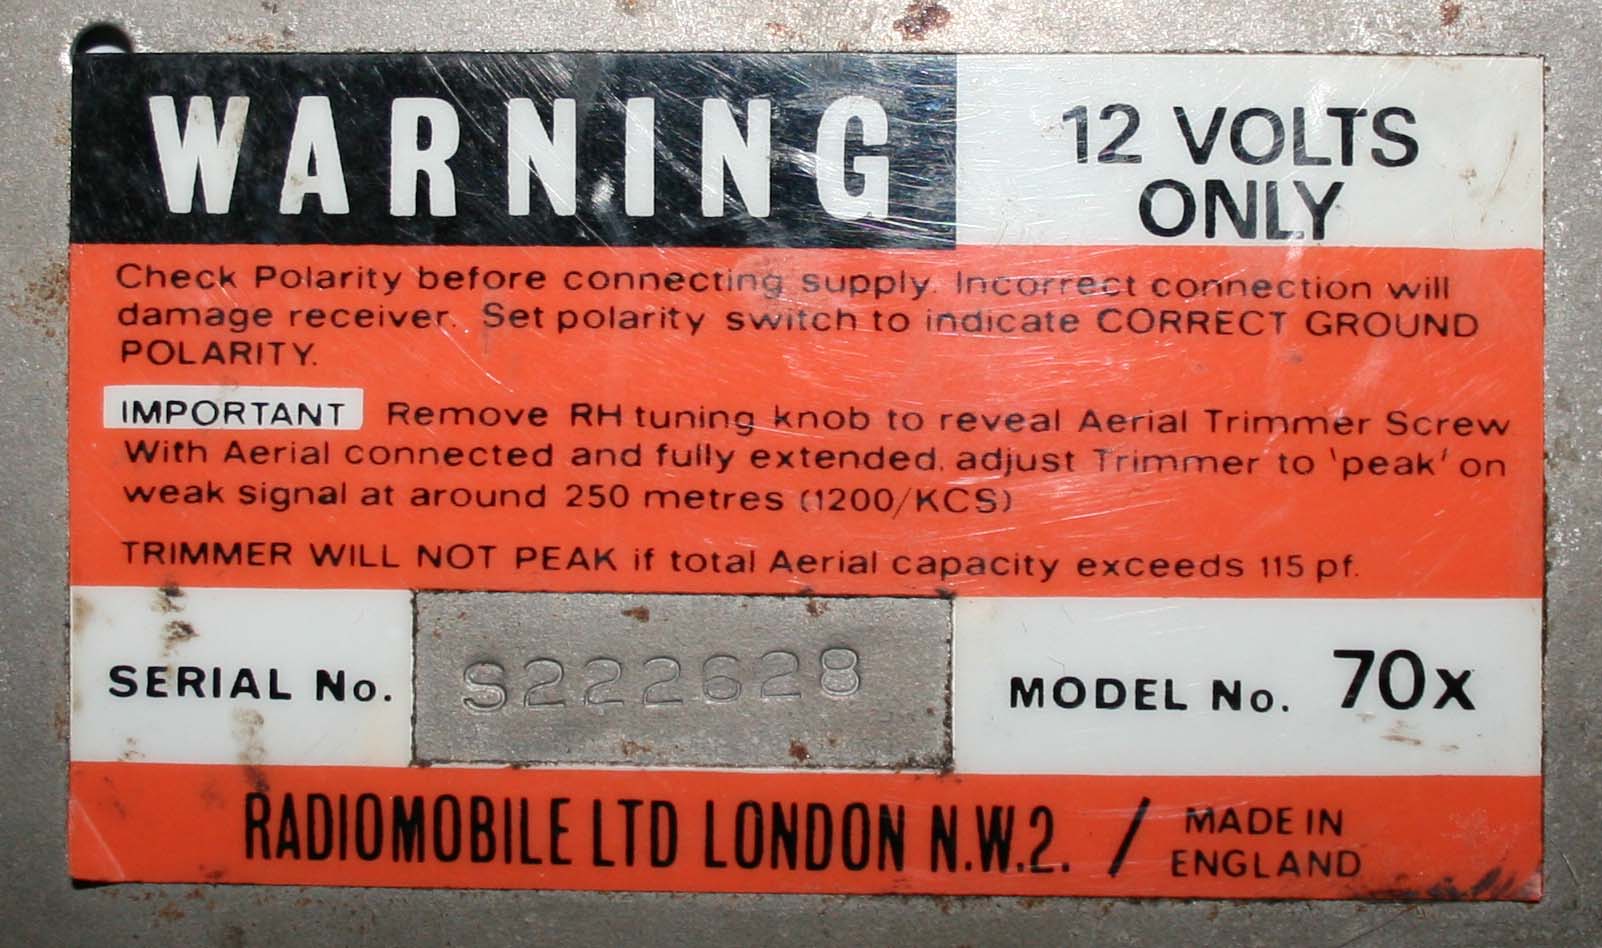 WARNING
12 VOLTS
ONLY
Check Polarity before connecting supply. Incorrect connection will
damage receiver. Set polarity switch to indicate CORRECT GROUND
POLARITY.
IMPORTANT Remove RH tuning knob to reveal Aerial Trimmer Screw
With Aerial connected and fully extended, adjust Trimmer to 'peak' on
weak signal at around 250 metres (1200/KCS)
TRIMMER WILL NOT PEAK if total Aerial capacity exceeds 115 pf.
SERIAL No. S222628 MODEL No. 70x
RADIOMOBILE LTD LONDON N.W.2. / MADE IN
ENGLAND